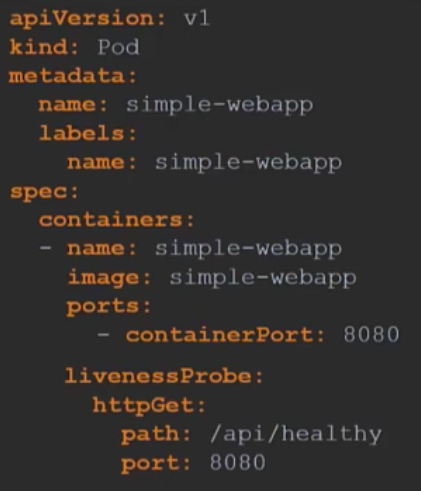 apiVersion: v1
kind: Pod
metadata:
  name: simple-webapp
  labels:
    name: simple-webapp
spec:
  containers:
  - name: simple-webapp
    image: simple-webapp
    ports:
      - containerPort: 8080
    livenessProbe:
      httpGet:
        path: /api/healthy
        port: 8080